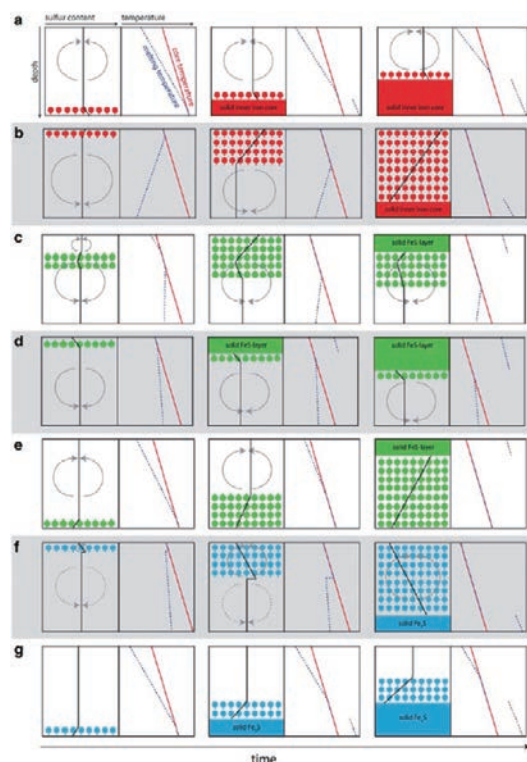 a
sulfur content
temperature
depth
melting temperature
core temperature
solid inner iron core
solid inner iron core
b
solid inner iron core
c
solid FeS-layer
d
solid FeS-layer
solid FeS-layer
e
solid FeS-layer
f
solid Fe₃S
g
solid Fe₃S
solid Fe₃S
time